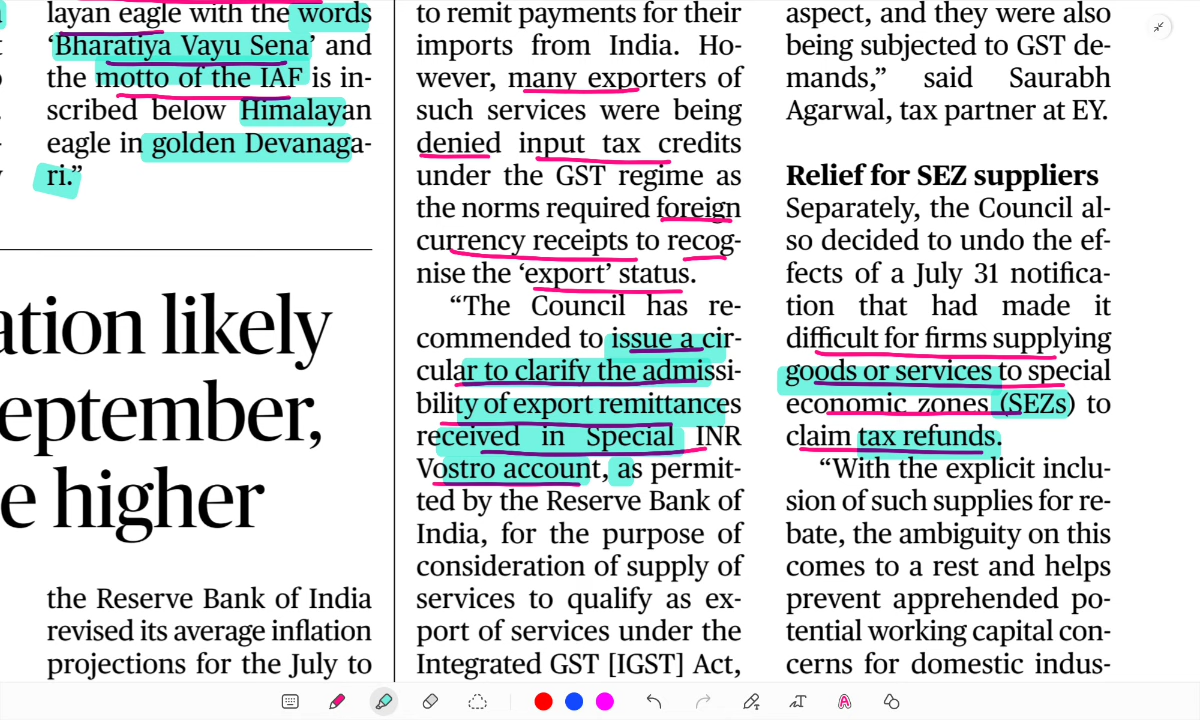 layan eagle with the words
‘Bharatiya Vayu Sena’ and
the motto of the IAF is in-
scribed below Himalayan
eagle in golden Devanaga-
ri.”
ation likely
eptember,
e higher
the Reserve Bank of India
revised its average inflation
projections for the July to
to remit payments for their
imports from India. Ho-
wever, many exporters of
such services were being
denied input tax credits
under the GST regime as
the norms required foreign
currency receipts to recog-
nise the ‘export’ status.
“The Council has re-
commended to issue a cir-
cular to clarify the admissi-
bility of export remittances
received in Special INR
Vostro account, as permit-
ted by the Reserve Bank of
India, for the purpose of
consideration of supply of
services to qualify as ex-
port of services under the
Integrated GST [IGST] Act,
aspect, and they were also
being subjected to GST de-
mands,” said Saurabh
Agarwal, tax partner at EY.
Relief for SEZ suppliers
Separately, the Council al-
so decided to undo the ef-
fects of a July 31 notifica-
tion that had made it
difficult for firms supplying
goods or services to special
economic zones (SEZs) to
claim tax refunds.
“With the explicit inclu-
sion of such supplies for re-
bate, the ambiguity on this
comes to a rest and helps
prevent apprehended po-
tential working capital con-
cerns for domestic indus-